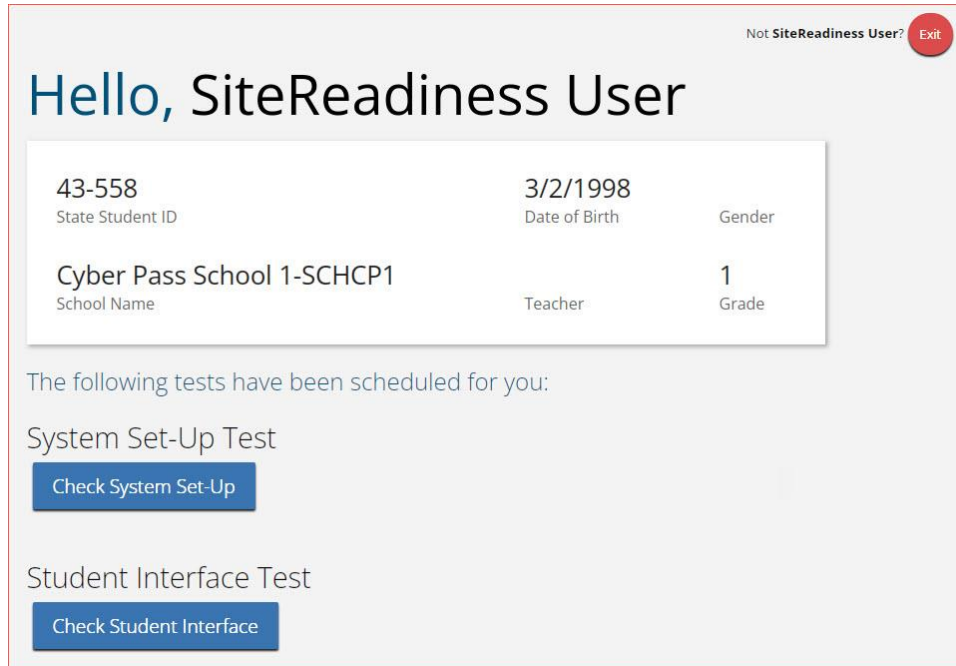 Not SiteReadiness User? Exit
Hello, SiteReadiness User
43-558 3/2/1998
State Student ID Date of Birth Gender
Cyber Pass School 1-SCHCP1 1
School Name Teacher Grade
The following tests have been scheduled for you:
System Set-Up Test
Check System Set-Up
Student Interface Test
Check Student Interface